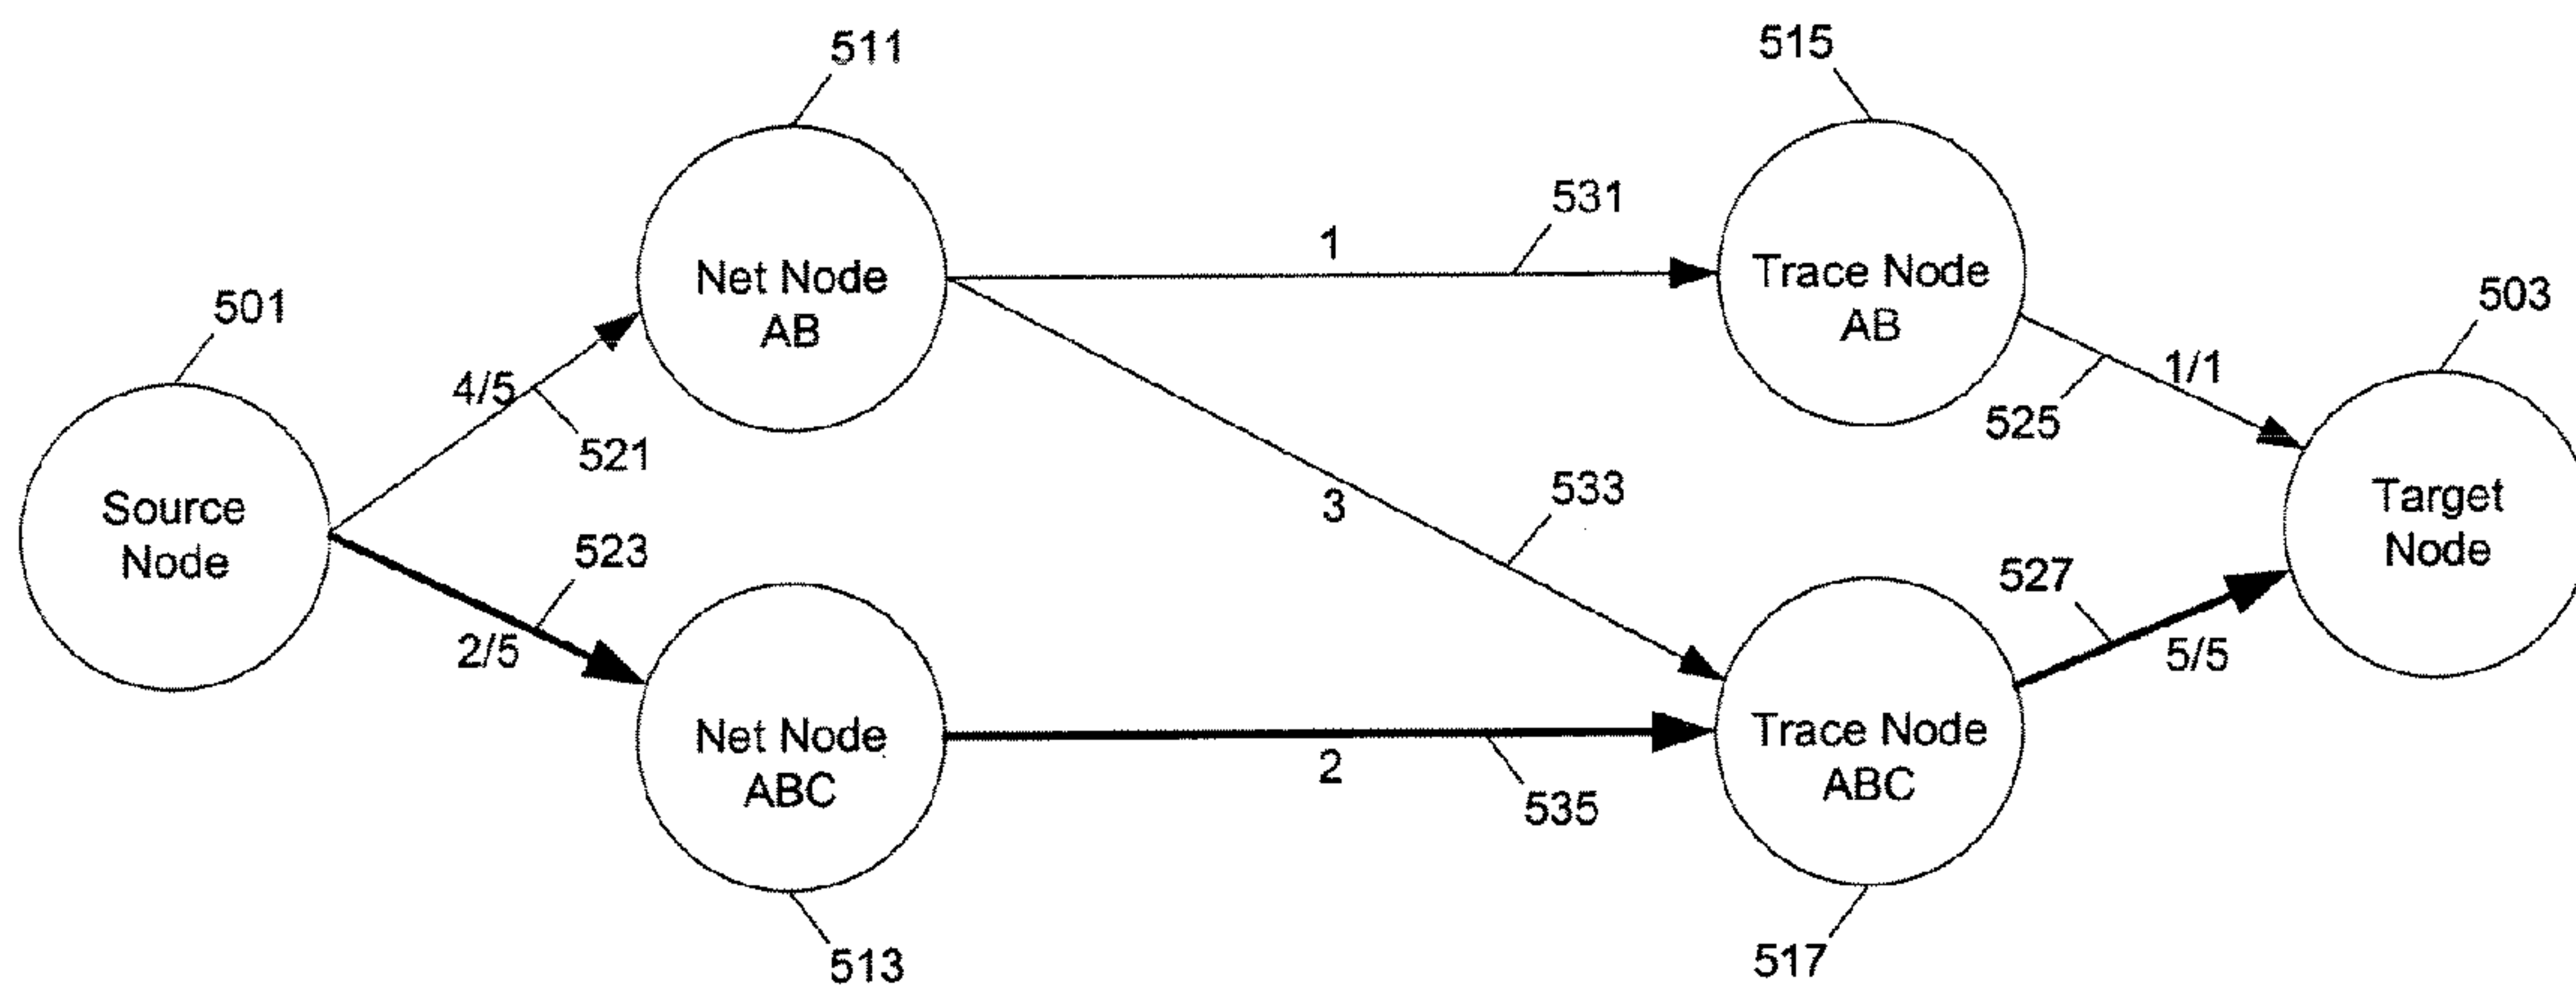 511
515
531
1
501
Net Node
AB
Trace Node
AB
503
4/5
521
1/1
525
Source
Node
523
3
533
Target
Node
527
2/5
5/5
Net Node
ABC
2
535
Trace Node
ABC
513
517